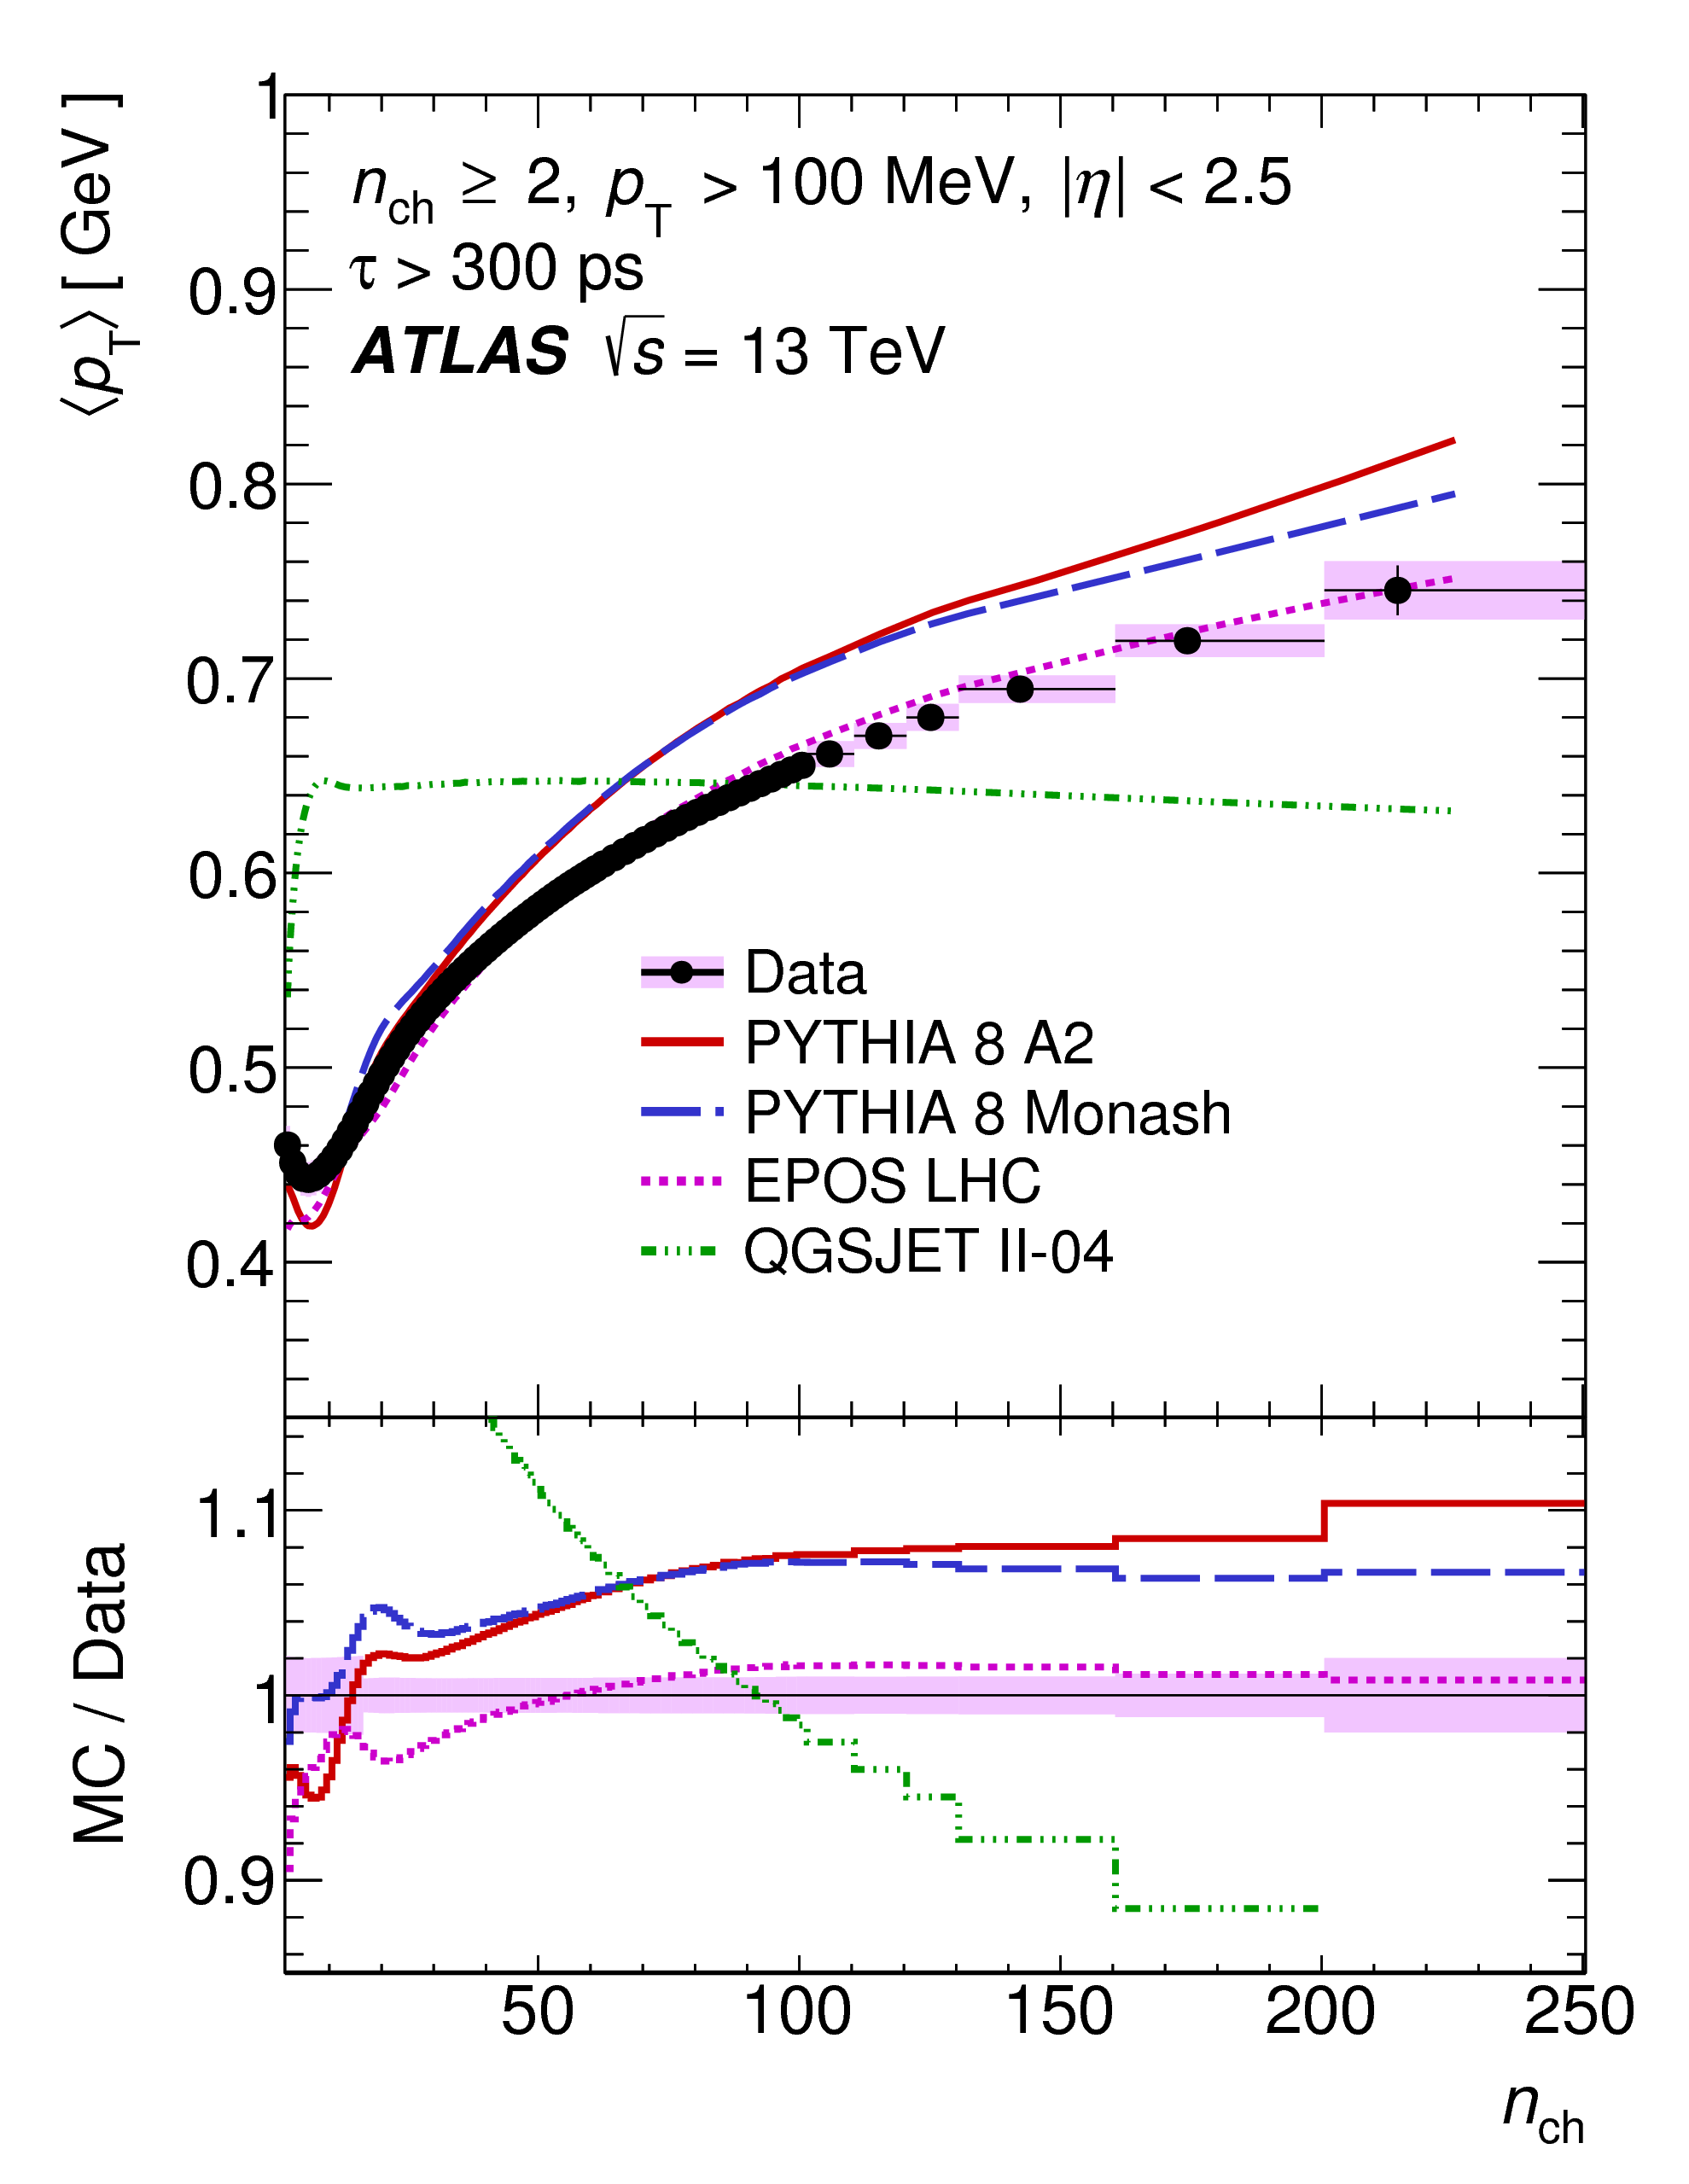 ⟨p_T⟩ [ GeV ]
1
0.9
0.8
0.7
0.6
0.5
0.4
n_ch ≥ 2, p_T > 100 MeV, |η| < 2.5
τ > 300 ps
ATLAS √s = 13 TeV
Data
PYTHIA 8 A2
PYTHIA 8 Monash
EPOS LHC
QGSJET II-04
MC / Data
1.1
1
0.9
50 100 150 200 250
n_ch